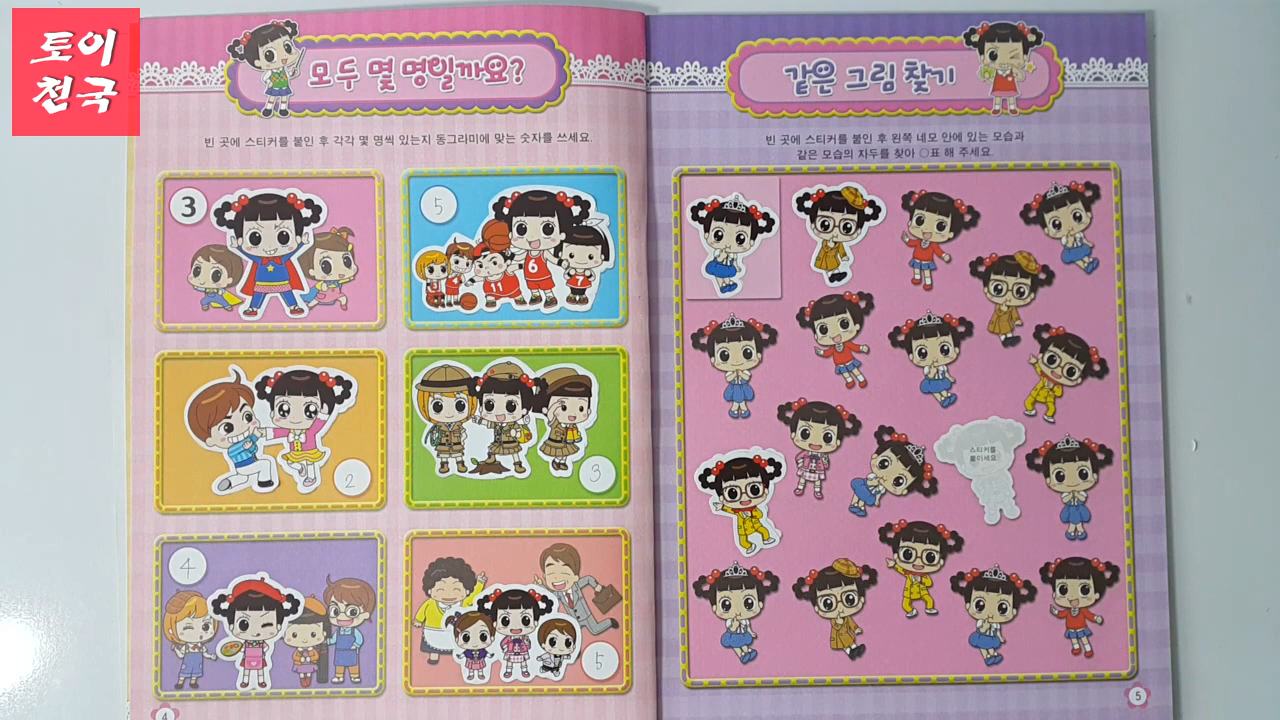 토이
천국
모두 몇 명일까요?
빈 곳에 스티커를 붙인 후 각각 몇 명씩 있는지 동그라미에 맞는 숫자를 쓰세요.
3
5
6
11
7
2
3
4
5
4
같은 그림 찾기
빈 곳에 스티커를 붙인 후 왼쪽 네모 안에 있는 모습과
같은 모습의 자두를 찾아 ○표 해 주세요.
스티커를
붙이세요.
5